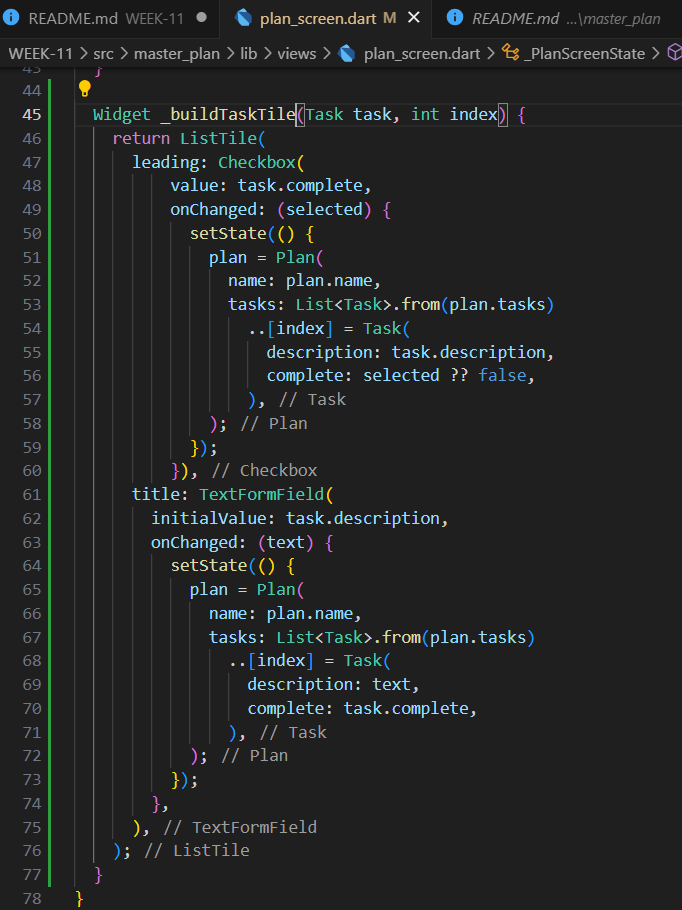 README.md WEEK-11 ● plan_screen.dart M × README.md ...\master_plan
WEEK-11 > src > master_plan > lib > views > plan_screen.dart > _PlanScreenState >
43 }
44
45 Widget _buildTaskTile(Task task, int index) {
46 return ListTile(
47 leading: Checkbox(
48 value: task.complete,
49 onChanged: (selected) {
50 setState(() {
51 plan = Plan(
52 name: plan.name,
53 tasks: List<Task>.from(plan.tasks)
54 ..[index] = Task(
55 description: task.description,
56 complete: selected ?? false,
57 ), // Task
58 ); // Plan
59 });
60 }), // Checkbox
61 title: TextFormField(
62 initialValue: task.description,
63 onChanged: (text) {
64 setState(() {
65 plan = Plan(
66 name: plan.name,
67 tasks: List<Task>.from(plan.tasks)
68 ..[index] = Task(
69 description: text,
70 complete: task.complete,
71 ), // Task
72 ); // Plan
73 });
74 },
75 ), // TextFormField
76 ); // ListTile
77 }
78 }